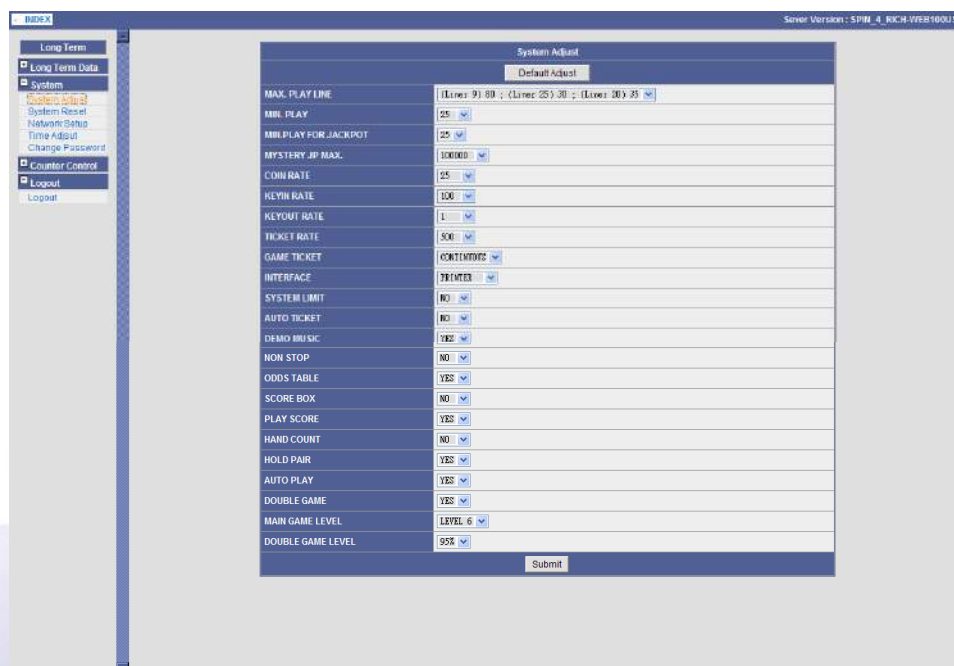 INDEX
Sever Version : SPIN_4_RICH-WEB100US
Long Term
Long Term Data
System
System Adjust
System Reset
Network Setup
Time Adjsut
Change Password
Counter Control
Logout
Logout
System Adjust
Default Adjust
MAX. PLAY LINE (Lines 9) 80 ; (Lines 25) 30 ; (Lines 20) 35
MIN. PLAY 25
MIN.PLAY FOR JACKPOT 25
MYSTERY JP MAX. 100000
COIN RATE 25
KEYIN RATE 100
KEYOUT RATE 1
TICKET RATE 500
GAME TICKET CONTINUOUS
INTERFACE PRINTER
SYSTEM LIMIT NO
AUTO TICKET NO
DEMO MUSIC YES
NON STOP NO
ODDS TABLE YES
SCORE BOX NO
PLAY SCORE YES
HAND COUNT NO
HOLD PAIR YES
AUTO PLAY YES
DOUBLE GAME YES
MAIN GAME LEVEL LEVEL 6
DOUBLE GAME LEVEL 95%
Submit